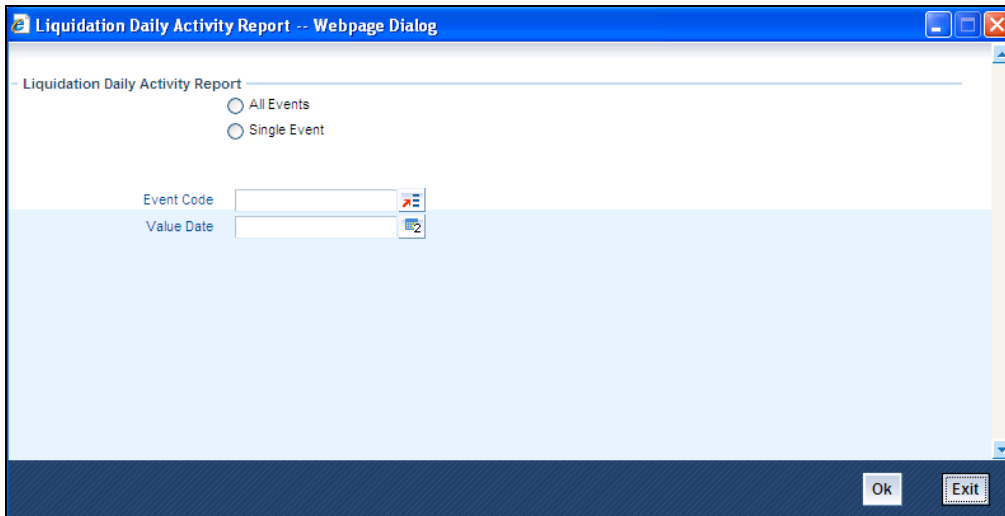 Liquidation Daily Activity Report -- Webpage Dialog
Liquidation Daily Activity Report
All Events
Single Event
Event Code
Value Date
2
Ok Exit